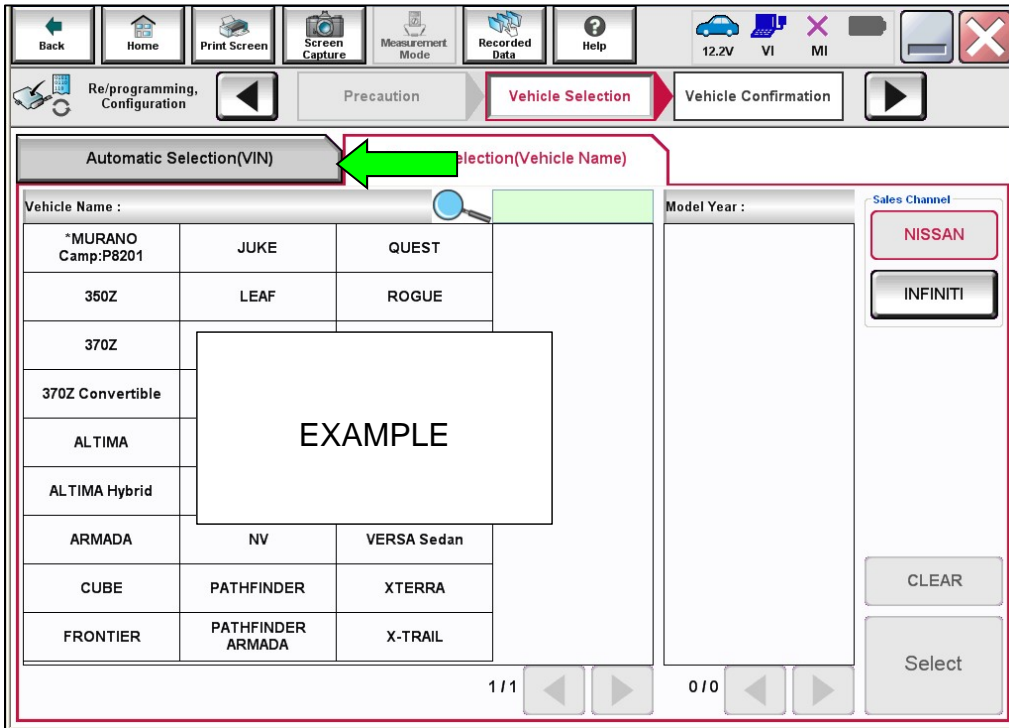 Back
Home
Print Screen
Screen
Capture
Measurement
Mode
Recorded
Data
Help
12.2V
VI
MI
Re/programming,
Configuration
Precaution
Vehicle Selection
Vehicle Confirmation
Automatic Selection(VIN)
election(Vehicle Name)
Vehicle Name :
Model Year :
Sales Channel
*MURANO
Camp:P8201
JUKE
QUEST
NISSAN
350Z
LEAF
ROGUE
INFINITI
370Z
370Z Convertible
EXAMPLE
ALTIMA
ALTIMA Hybrid
ARMADA
NV
VERSA Sedan
CUBE
PATHFINDER
XTERRA
CLEAR
FRONTIER
PATHFINDER
ARMADA
X-TRAIL
Select
1/1
0/0